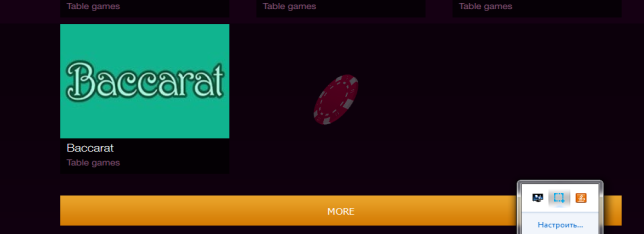 Table games
Table games
Table games
Baccarat
Baccarat
Table games
MORE
Настроить...